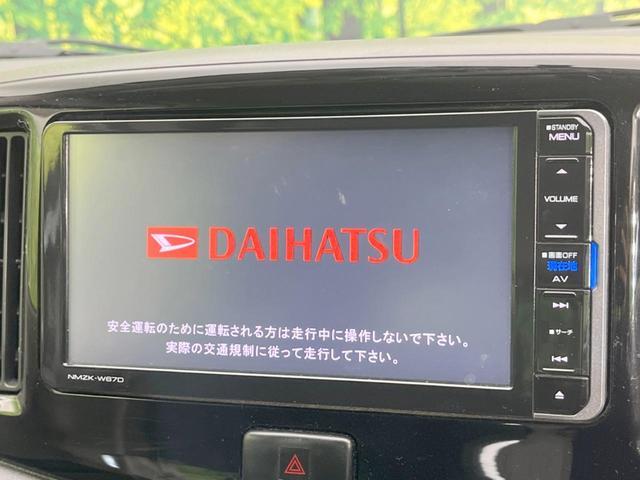 DAIHATSU
安全運転のために運転される方は走行中に操作しないで下さい。
実際の交通規制に従って走行して下さい。
NMZK-W67D
STANDBY
MENU
VOLUME
画面OFF
現在地
AV
サーチ